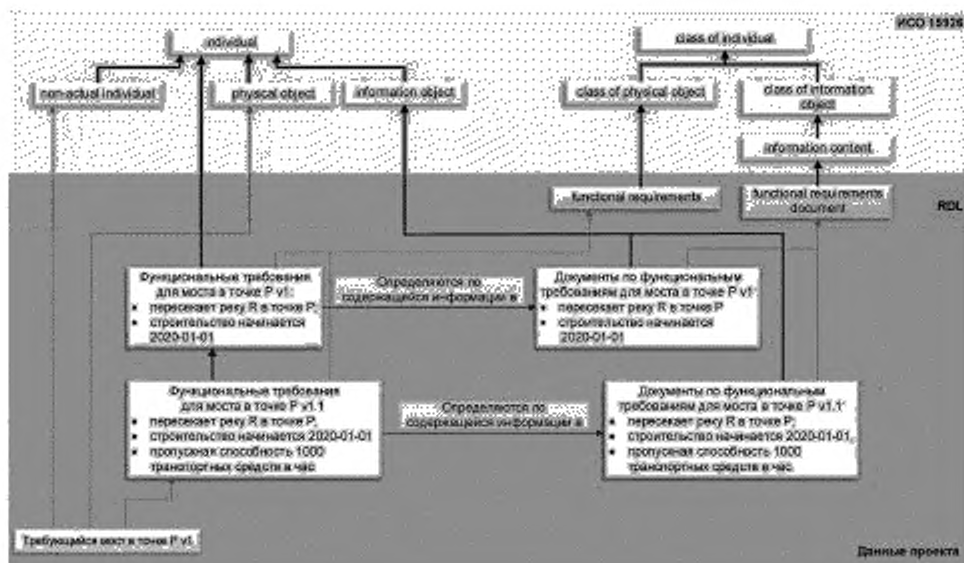 ИСО 15926
individual
class of individual
non-actual individual
physical object
information object
class of physical object
class of information
object
information content
functional requirements
functional requirements
document
RDL
Функциональные требования
для моста в точке P v1:
• пересекает реку R в точке P;
• строительство начинается
2020-01-01
Определяются по
содержащейся информации в
Документы по функциональным
требованиям для моста в точке P v1
• пересекает реку R в точке P
• строительство начинается
2020-01-01
Функциональные требования
для моста в точке P v1.1
• пересекает реку R в точке P;
• строительство начинается 2020-01-01
• пропускная способность 1000
транспортных средств в час
Определяются по
содержащейся информации в
Документы по функциональным
требованиям для моста в точке P v1.1
• пересекает реку R в точке P;
• строительство начинается 2020-01-01,
• пропускная способность 1000
транспортных средств в час.
Требующийся мост в точке P v1
Данные проекта